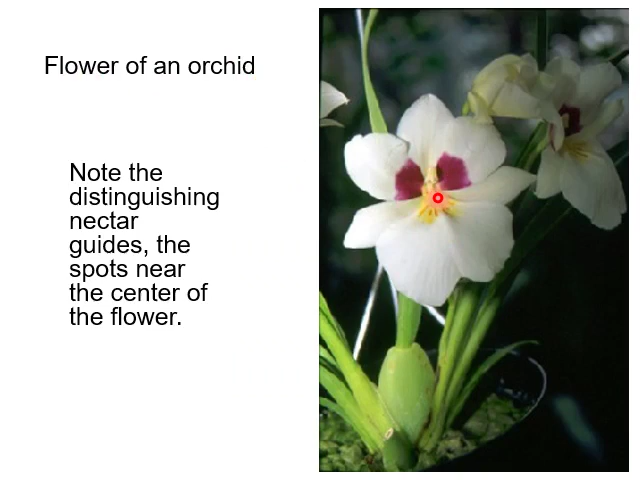 Flower of an orchid
Note the
distinguishing
nectar
guides, the
spots near
the center of
the flower.